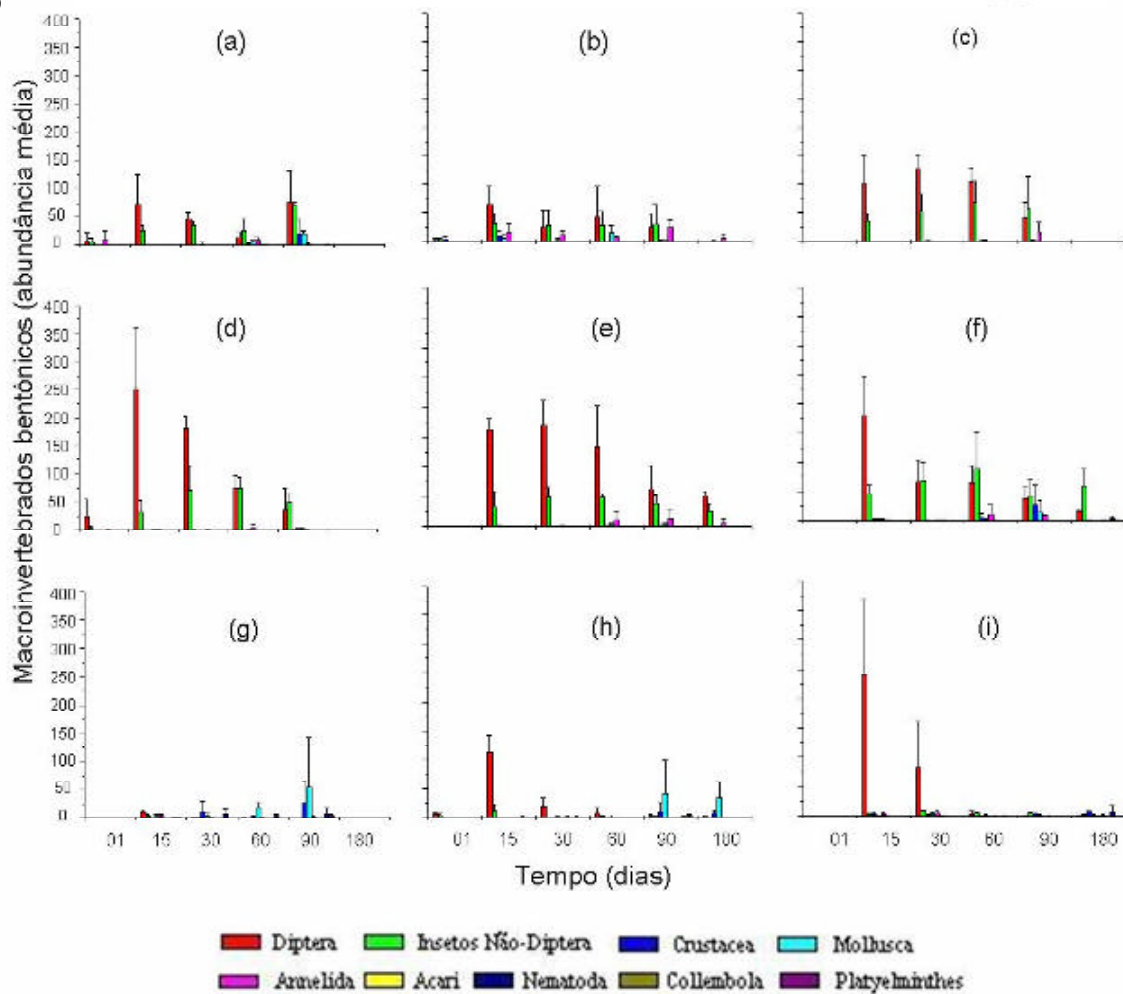 (a)
(b)
(c)
400
350
300
250
200
150
100
50
0
(d)
(e)
(f)
400
350
300
250
200
150
100
50
0
(g)
(h)
(i)
400
350
300
250
200
150
100
50
0
Macroinvertebrados bentônicos (abundância média)
01 15 30 60 90 180
01 15 30 60 90 180
01 15 30 60 90 180
Tempo (dias)
Diptera Insetos Não-Diptera Crustacea Mollusca
Annelida Acari Nematoda Collembola Platyelminthes